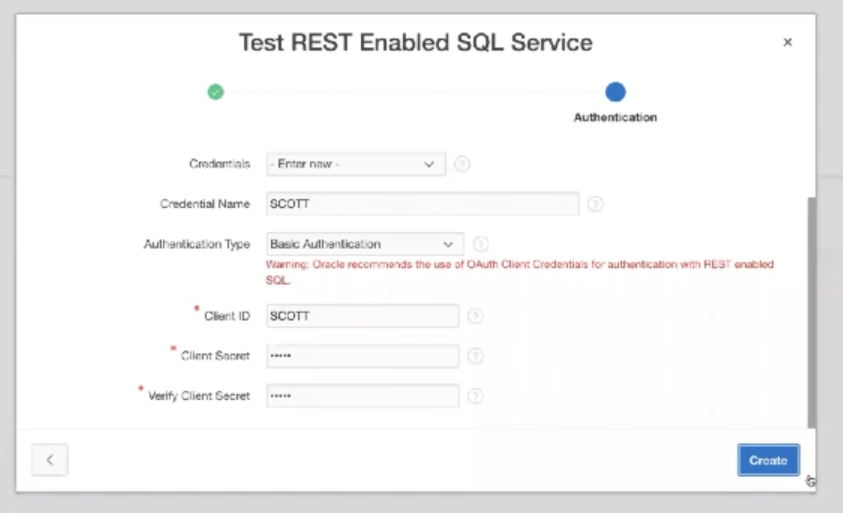 Test REST Enabled SQL Service
×
Authentication
Credentials - Enter new - ?
Credential Name SCOTT ?
Authentication Type Basic Authentication ?
Warning: Oracle recommends the use of OAuth Client Credentials for authentication with REST enabled
SQL.
* Client ID SCOTT ?
* Client Secret ••••• ?
* Verify Client Secret ••••• ?
Create